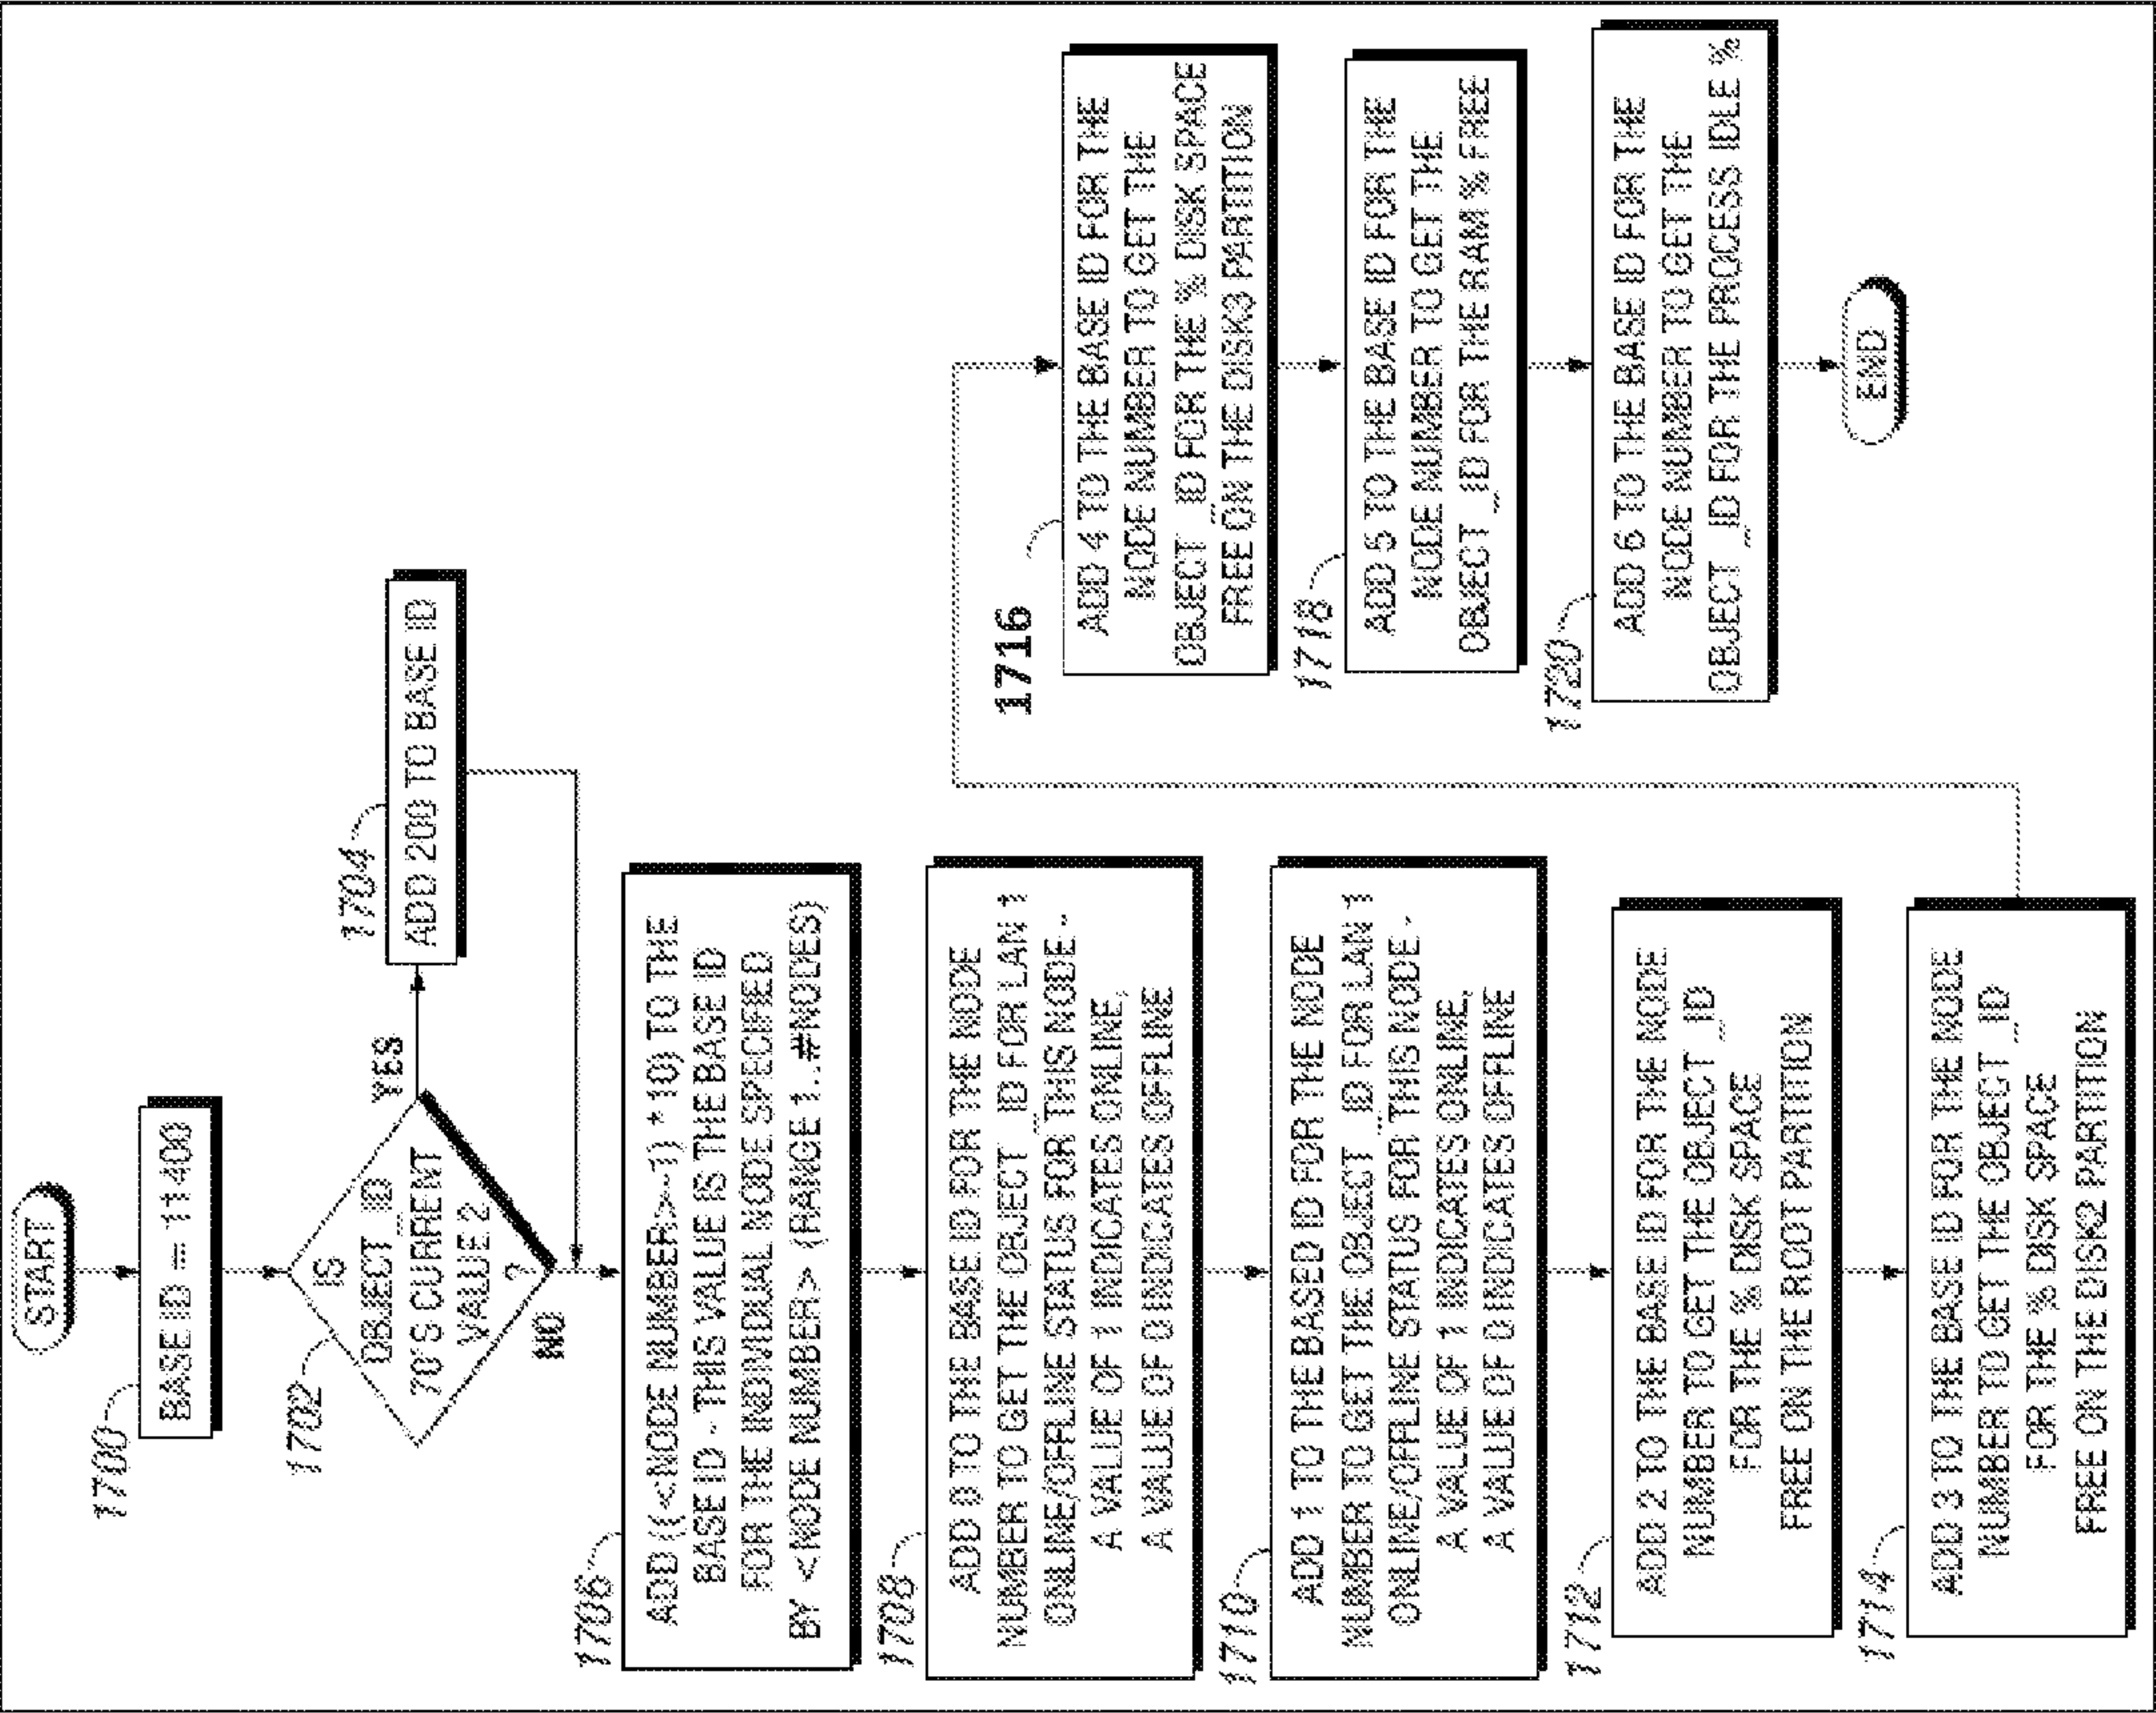 START
1700
BASE ID = 11400
1702
IS
OBJECT_ID
70'S CURRENT
VALUE 2
?
YES
NO
1704
ADD 200 TO BASE ID
1706
ADD ((<NODE NUMBER>-1) * 10) TO THE
BASE ID - THIS VALUE IS THE BASE ID
FOR THE INDIVIDUAL NODE SPECIFIED
BY <NODE NUMBER> (RANGE 1..#NODES)
1708
ADD 0 TO THE BASE ID FOR THE NODE
NUMBER TO GET THE OBJECT_ID FOR LAN 1
ONLINE/OFFLINE STATUS FOR THIS NODE -
A VALUE OF 1 INDICATES ONLINE,
A VALUE OF 0 INDICATES OFFLINE
1710
ADD 1 TO THE BASED ID FOR THE NODE
NUMBER TO GET THE OBJECT_ID FOR LAN 1
ONLINE/OFFLINE STATUS FOR THIS NODE -
A VALUE OF 1 INDICATES ONLINE,
A VALUE OF 0 INDICATES OFFLINE
1712
ADD 2 TO THE BASE ID FOR THE NODE
NUMBER TO GET THE OBJECT_ID
FOR THE % DISK SPACE
FREE ON THE ROOT PARTITION
1714
ADD 3 TO THE BASE ID FOR THE NODE
NUMBER TO GET THE OBJECT_ID
FOR THE % DISK SPACE
FREE ON THE DISK2 PARTITION
1716
ADD 4 TO THE BASE ID FOR THE
NODE NUMBER TO GET THE
OBJECT_ID FOR THE % DISK SPACE
FREE ON THE DISK3 PARTITION
1718
ADD 5 TO THE BASE ID FOR THE
NODE NUMBER TO GET THE
OBJECT_ID FOR THE RAM % FREE
1720
ADD 6 TO THE BASE ID FOR THE
NODE NUMBER TO GET THE
OBJECT_ID FOR THE PROCESS IDLE %
END